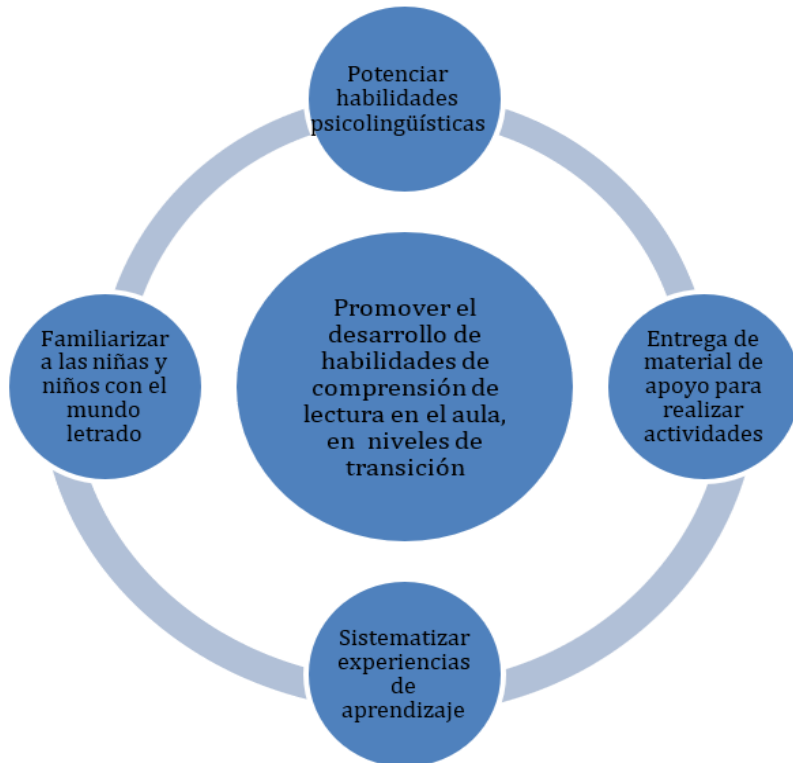 Potenciar
habilidades
psicolingüísticas
Familiarizar
a las niñas y
niños con el
mundo
letrado
Promover el
desarrollo de
habilidades de
comprensión de
lectura en el aula,
en niveles de
transición
Entrega de
material de
apoyo para
realizar
actividades
Sistematizar
experiencias
de
aprendizaje